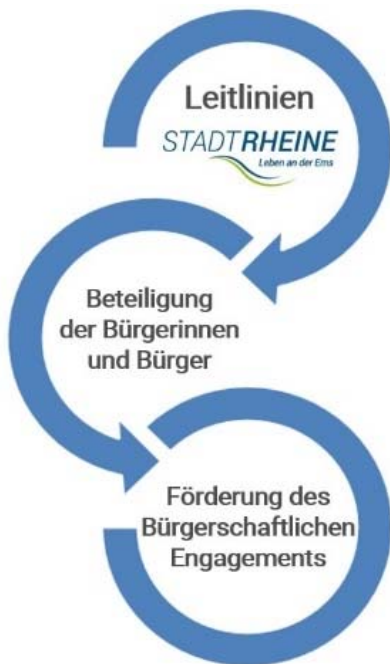 Leitlinien
STADTRHEINE
Leben an der Ems
Beteiligung
der Bürgerinnen
und Bürger
Förderung des
Bürgerschaftlichen
Engagements